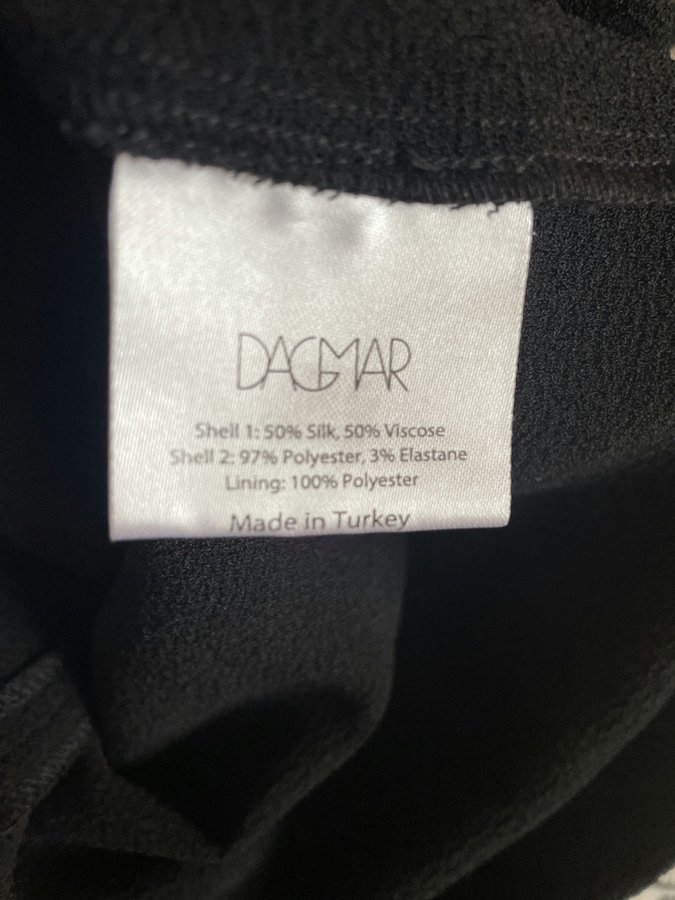 DAGMAR
Shell 1: 50% Silk, 50% Viscose
Shell 2: 97% Polyester, 3% Elastane
Lining: 100% Polyester
Made in Turkey